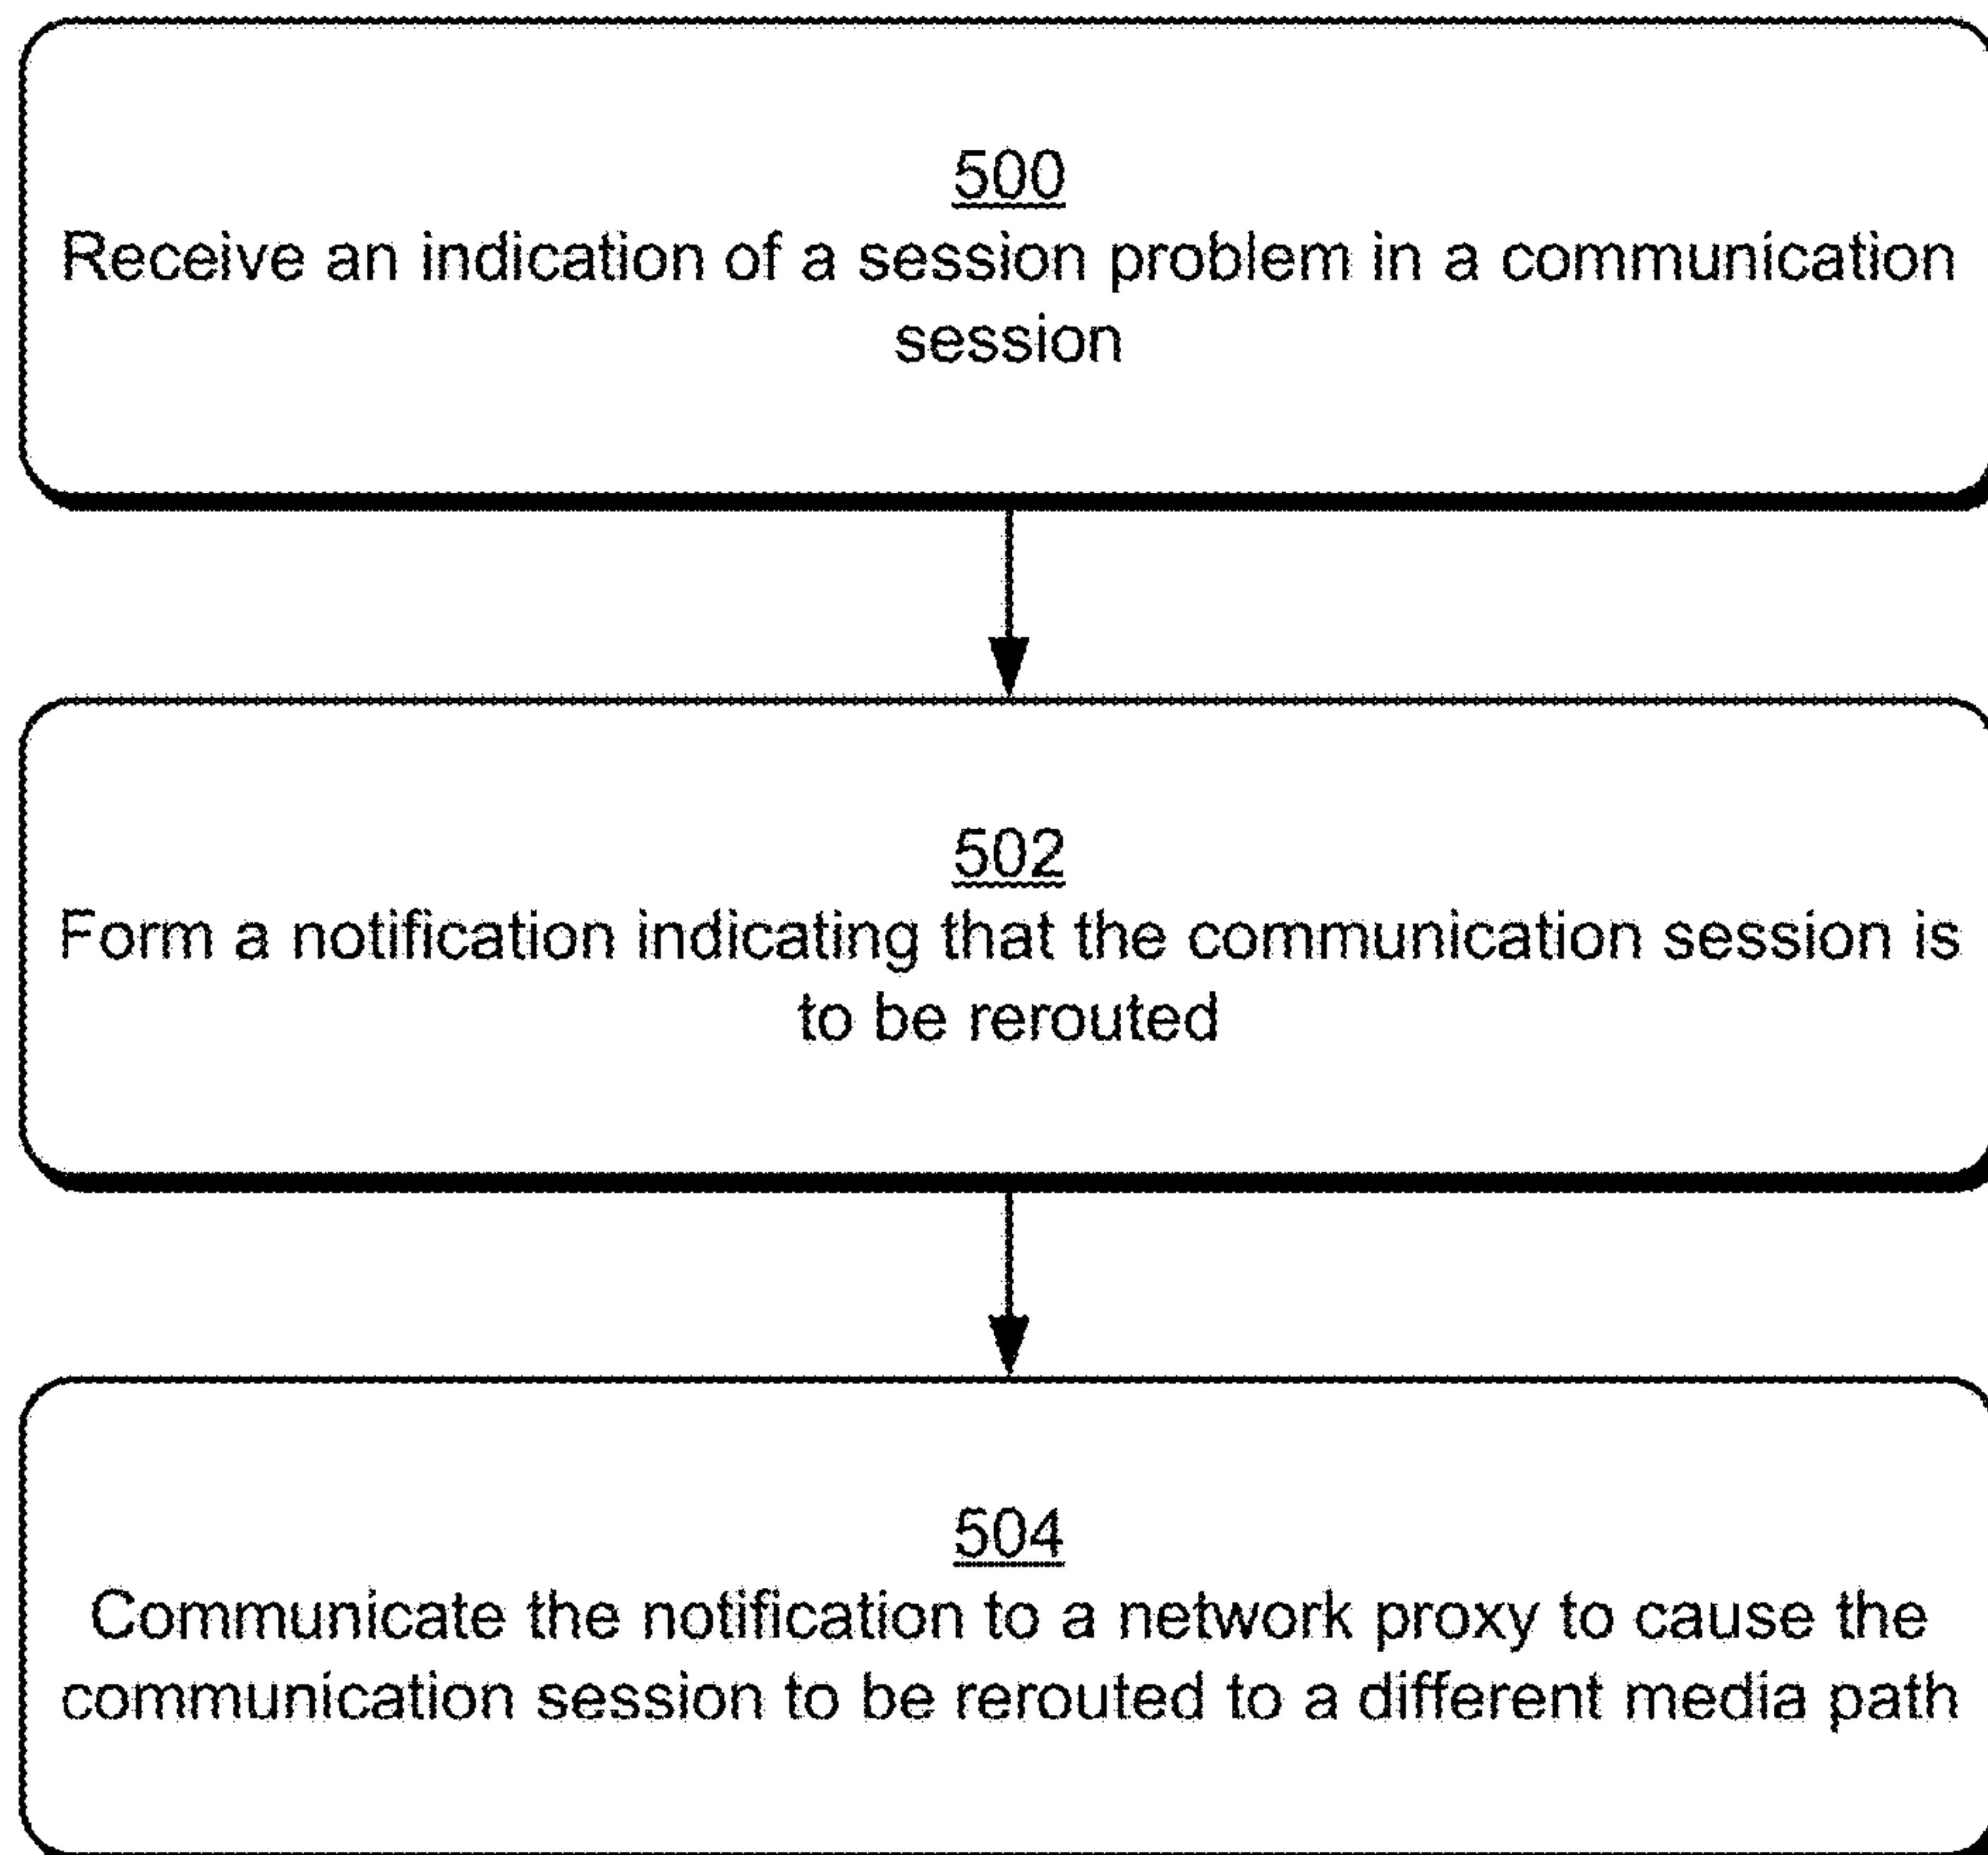 500
Receive an indication of a session problem in a communication
session
502
Form a notification indicating that the communication session is
to be rerouted
504
Communicate the notification to a network proxy to cause the
communication session to be rerouted to a different media path